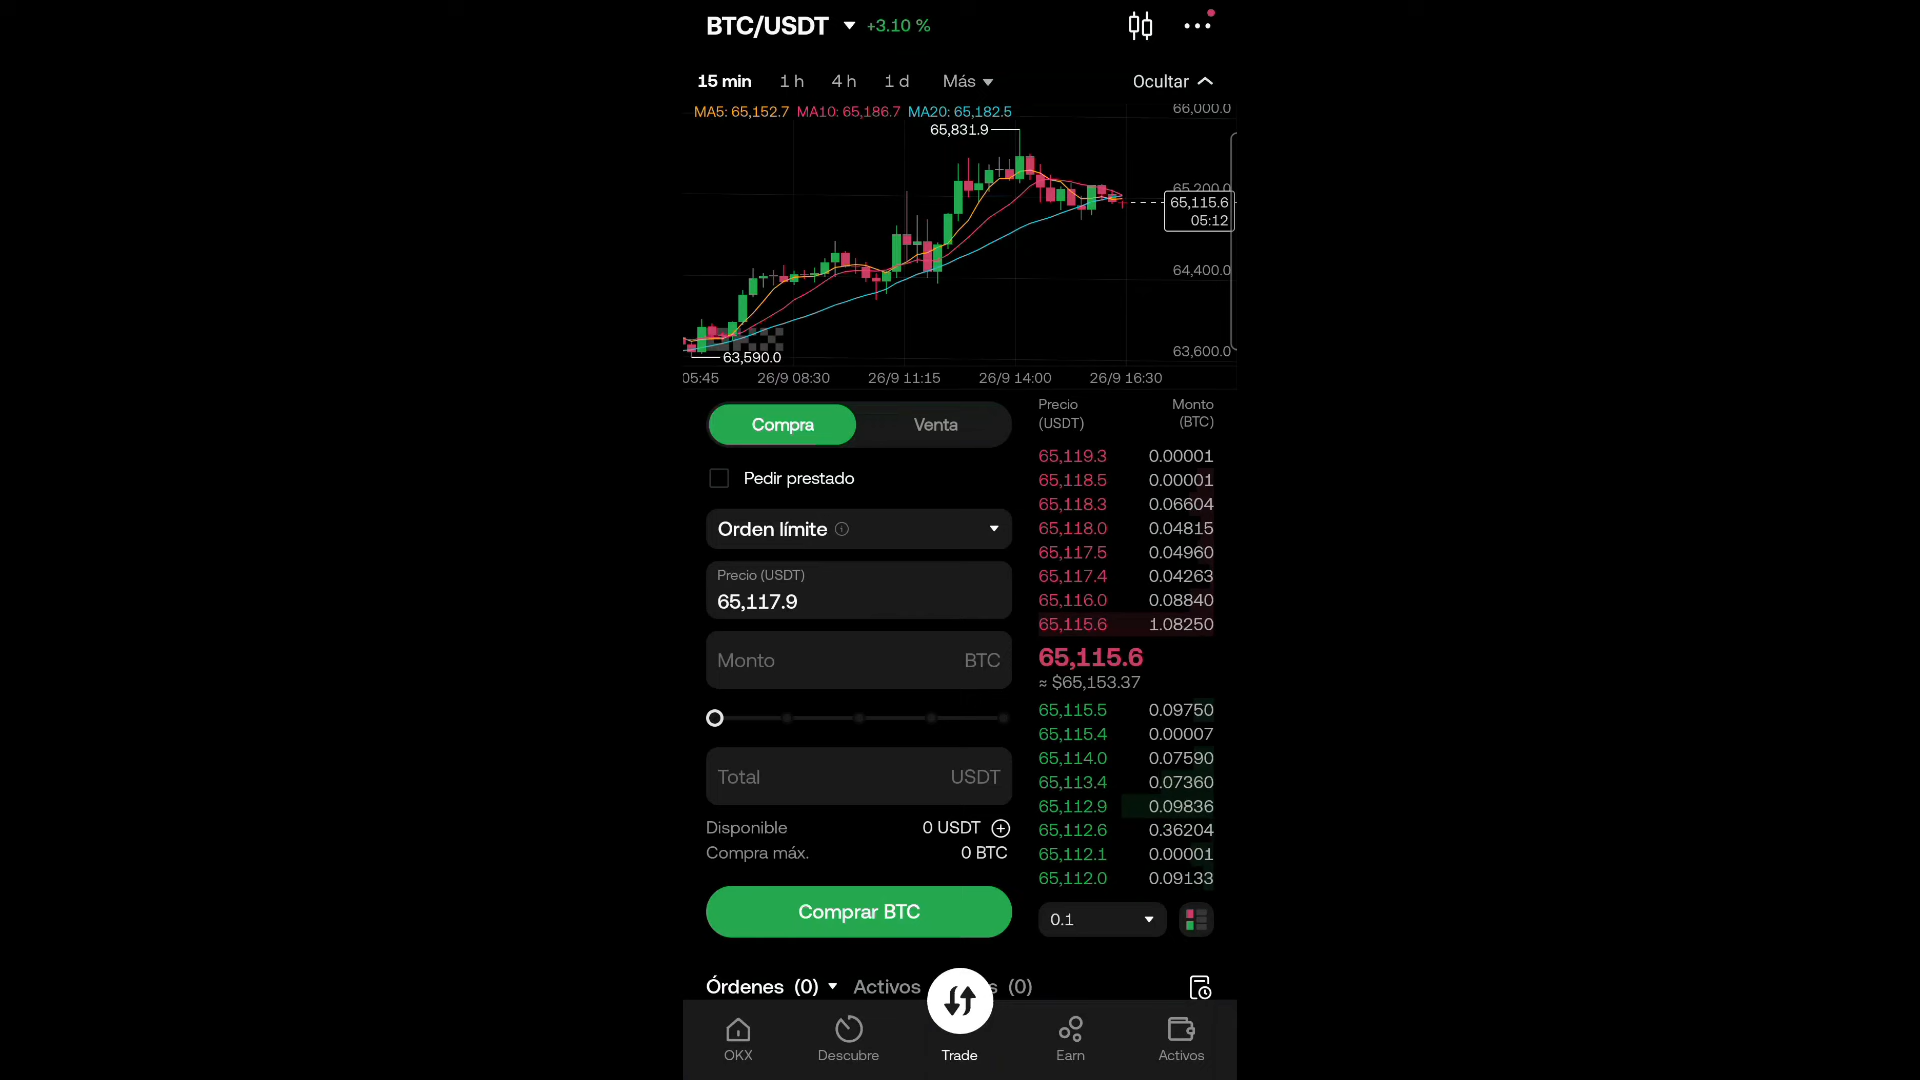 BTC/USDT +3.10 %
15 min 1 h 4 h 1 d Más Ocultar
MA5: 65,152.7 MA10: 65,186.7 MA20: 65,182.5
66,000.0
65,831.9
65,200.0
65,115.6
05:12
64,400.0
63,600.0
63,590.0
05:45 26/9 08:30 26/9 11:15 26/9 14:00 26/9 16:30
Compra Venta
Pedir prestado
Orden límite
Precio (USDT)
65,117.9
Monto BTC
Total USDT
Disponible 0 USDT
Compra máx. 0 BTC
Comprar BTC
Precio Monto
(USDT) (BTC)
65,119.3 0.00001
65,118.5 0.00001
65,118.3 0.06604
65,118.0 0.04815
65,117.5 0.04960
65,117.4 0.04263
65,116.0 0.08840
65,115.6 1.08250
65,115.6
≈ $65,153.37
65,115.5 0.09750
65,115.4 0.00007
65,114.0 0.07590
65,113.4 0.07360
65,112.9 0.09836
65,112.6 0.36204
65,112.1 0.00001
65,112.0 0.09133
0.1
Órdenes (0) Activos s (0)
OKX Descubre Trade Earn Activos